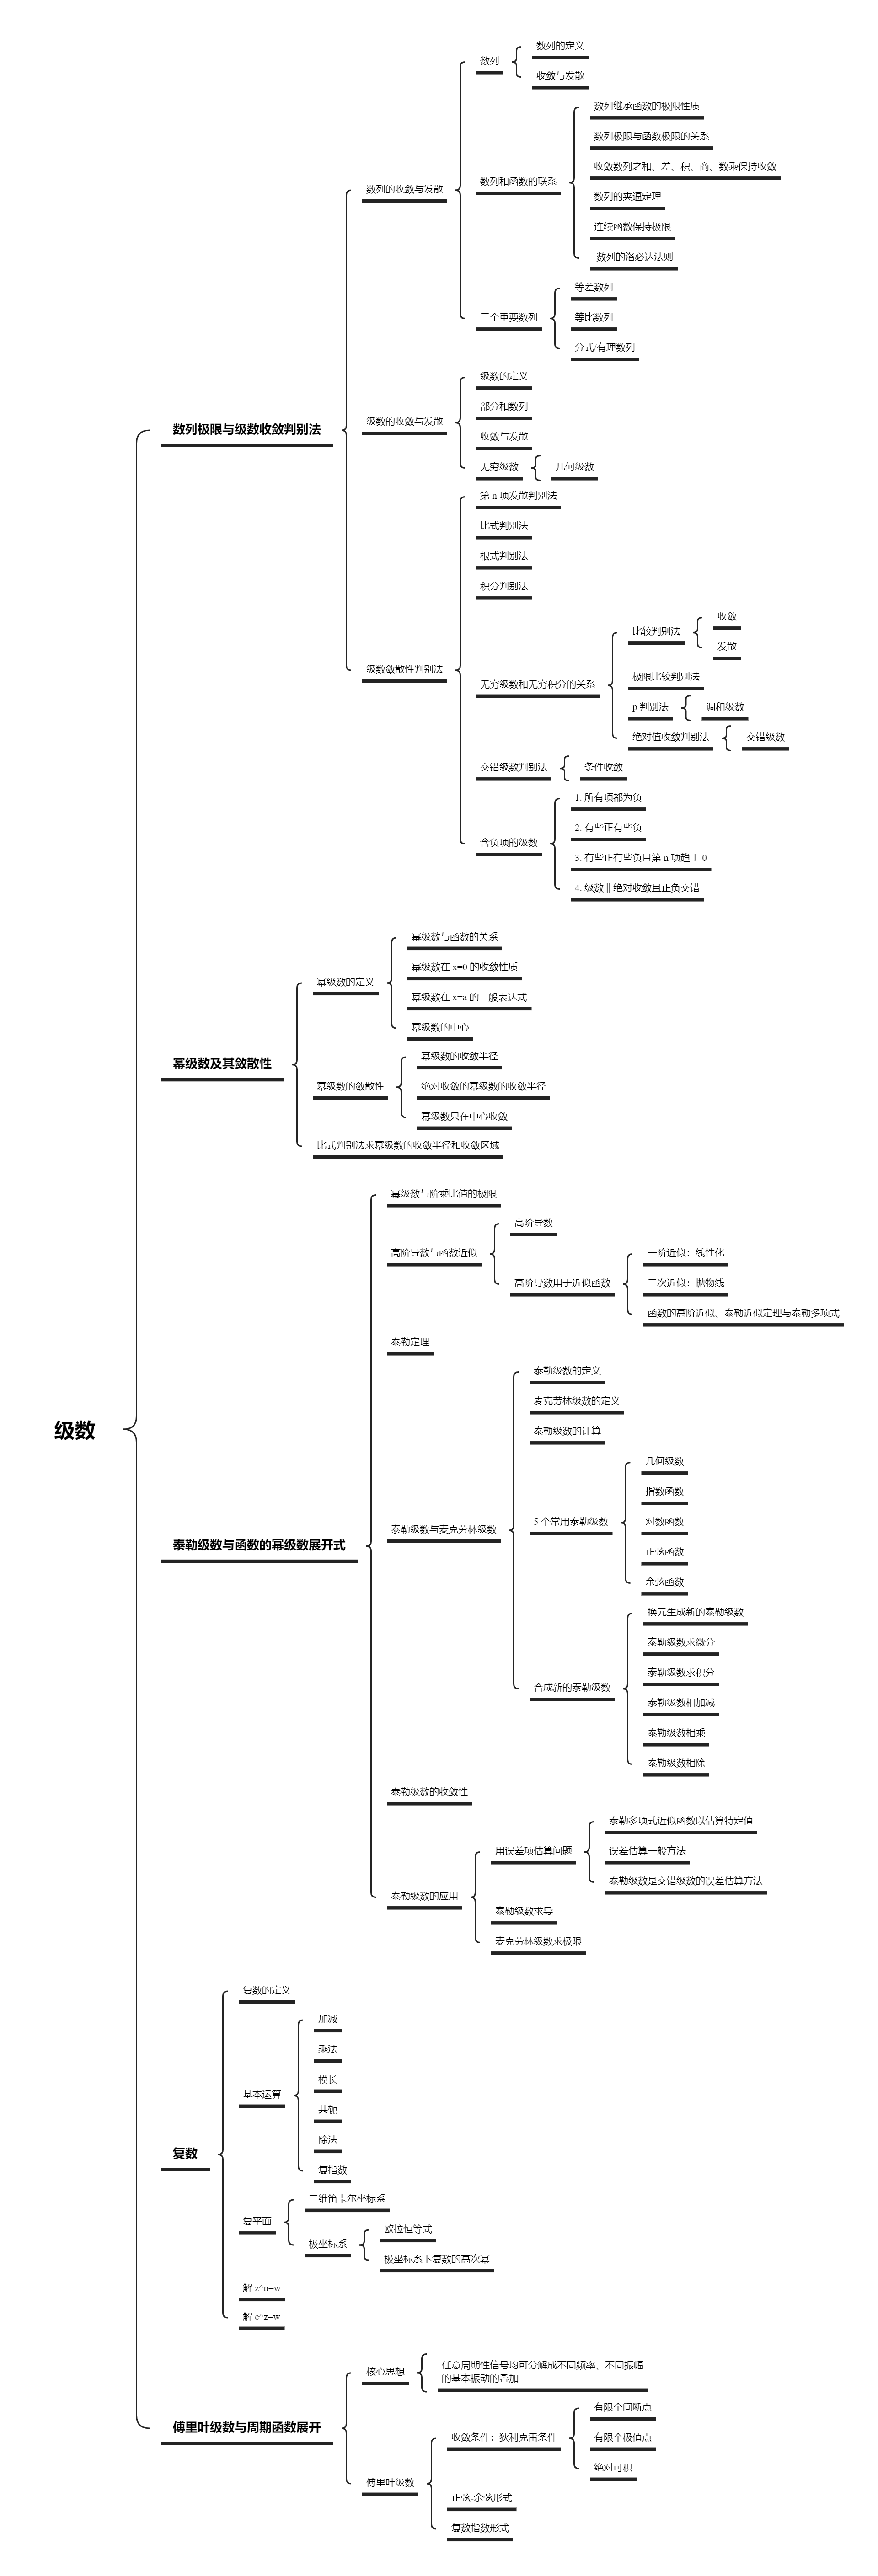 级数
数列极限与级数收敛判别法
数列的收敛与发散
数列
数列的定义
收敛与发散
数列和函数的联系
数列继承函数的极限性质
数列极限与函数极限的关系
收敛数列之和、差、积、商、数乘保持收敛
数列的夹逼定理
连续函数保持极限
数列的洛必达法则
三个重要数列
等差数列
等比数列
分式/有理数列
级数的收敛与发散
级数的定义
部分和数列
收敛与发散
无穷级数
几何级数
级数敛散性判别法
第 n 项发散判别法
比式判别法
根式判别法
积分判别法
无穷级数和无穷积分的关系
比较判别法
收敛
发散
极限比较判别法
p 判别法
调和级数
绝对值收敛判别法
交错级数
交错级数判别法
条件收敛
含负项的级数
1. 所有项都为负
2. 有些正有些负
3. 有些正有些负且第 n 项趋于 0
4. 级数非绝对收敛且正负交错
幂级数及其敛散性
幂级数的定义
幂级数与函数的关系
幂级数在 x=0 的收敛性质
幂级数在 x=a 的一般表达式
幂级数的中心
幂级数的敛散性
幂级数的收敛半径
绝对收敛的幂级数的收敛半径
幂级数只在中心收敛
比式判别法求幂级数的收敛半径和收敛区域
泰勒级数与函数的幂级数展开式
幂级数与阶乘比值的极限
高阶导数与函数近似
高阶导数
高阶导数用于近似函数
一阶近似：线性化
二次近似：抛物线
函数的高阶近似、泰勒近似定理与泰勒多项式
泰勒定理
泰勒级数与麦克劳林级数
泰勒级数的定义
麦克劳林级数的定义
泰勒级数的计算
5 个常用泰勒级数
几何级数
指数函数
对数函数
正弦函数
余弦函数
合成新的泰勒级数
换元生成新的泰勒级数
泰勒级数求微分
泰勒级数求积分
泰勒级数相加减
泰勒级数相乘
泰勒级数相除
泰勒级数的收敛性
泰勒级数的应用
用误差项估算问题
泰勒多项式近似函数以估算特定值
误差估算一般方法
泰勒级数是交错级数的误差估算方法
泰勒级数求导
麦克劳林级数求极限
复数
复数的定义
基本运算
加减
乘法
模长
共轭
除法
复指数
复平面
二维笛卡尔坐标系
极坐标系
欧拉恒等式
极坐标系下复数的高次幂
解 z^n=w
解 e^z=w
傅里叶级数与周期函数展开
核心思想
任意周期性信号均可分解成不同频率、不同振幅
的基本振动的叠加
傅里叶级数
收敛条件：狄利克雷条件
有限个间断点
有限个极值点
绝对可积
正弦-余弦形式
复数指数形式